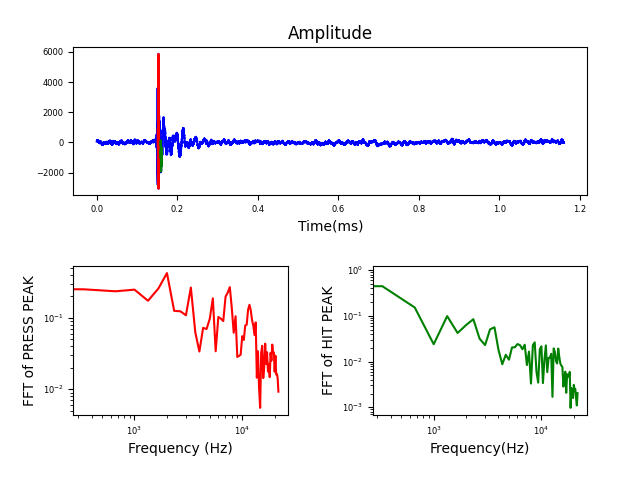 Amplitude
6000
4000
2000
0
−2000
0.0 0.2 0.4 0.6 0.8 1.0 1.2
Time(ms)
FFT of PRESS PEAK
10⁻¹
10⁻²
10³ 10⁴
Frequency (Hz)
FFT of HIT PEAK
10⁰
10⁻¹
10⁻²
10⁻³
10³ 10⁴
Frequency(Hz)